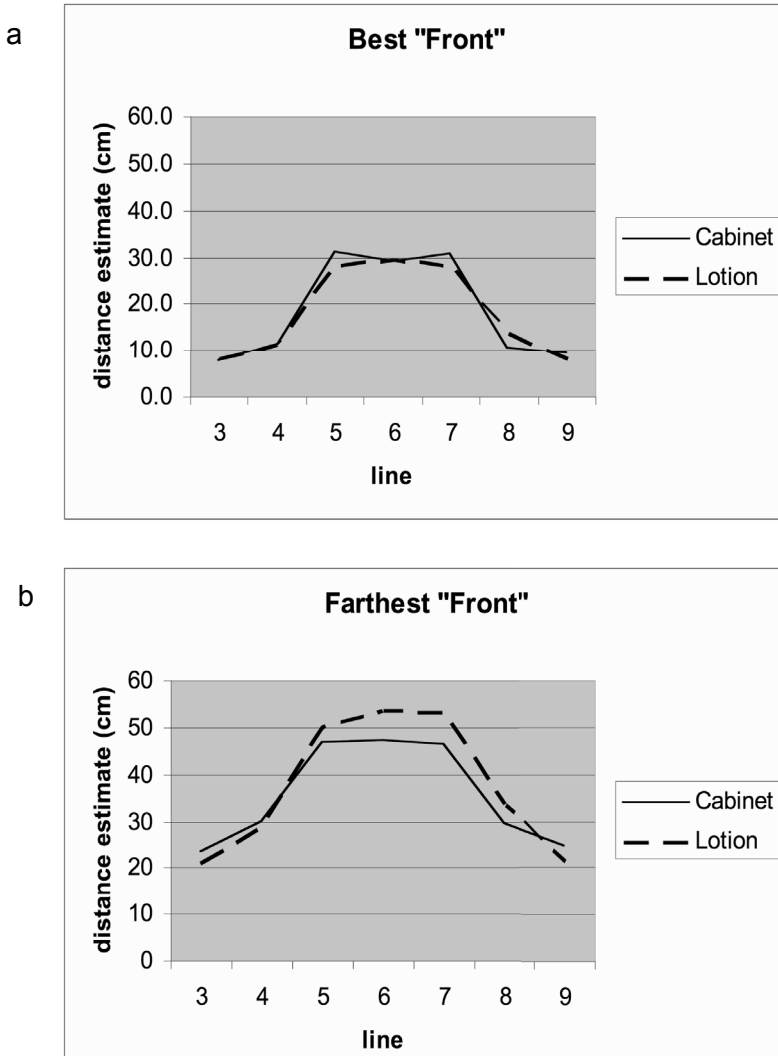 a
Best "Front"
60.0
50.0
40.0
30.0
20.0
10.0
0.0
distance estimate (cm)
3 4 5 6 7 8 9
line
Cabinet
Lotion
b
Farthest "Front"
60
50
40
30
20
10
0
distance estimate (cm)
3 4 5 6 7 8 9
line
Cabinet
Lotion